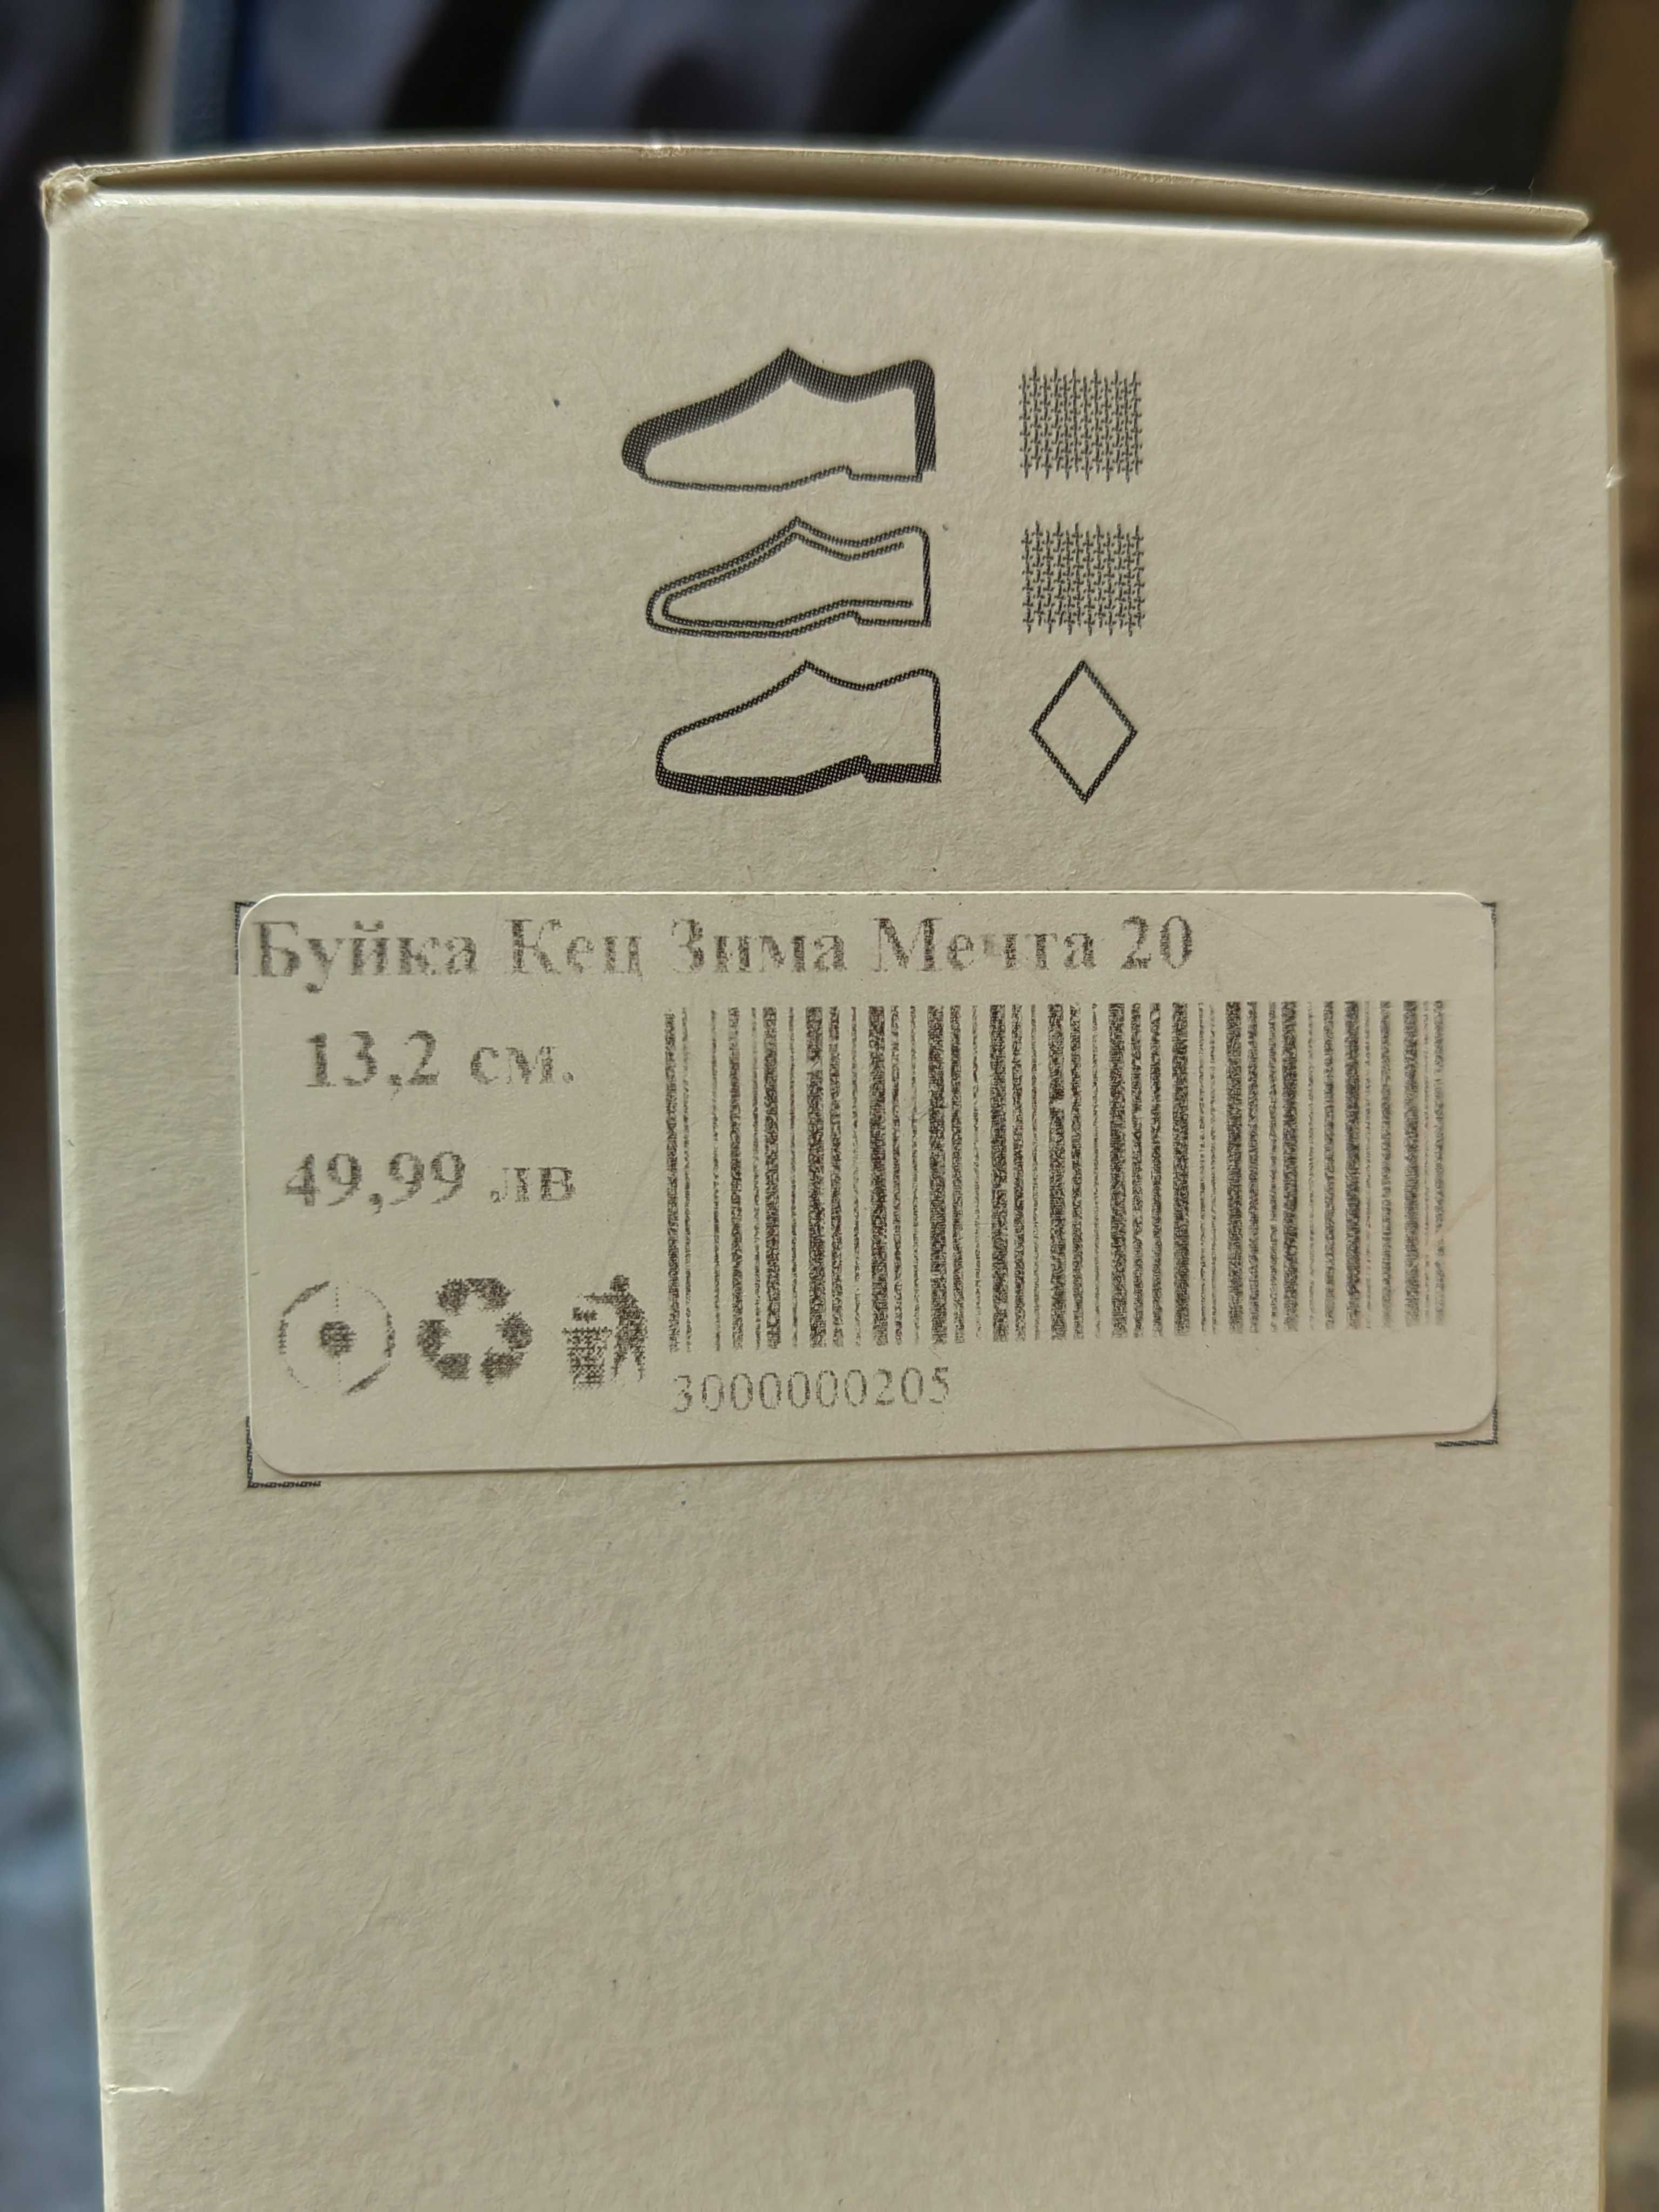 Буйка Кец Зима Мечта 20
13,2 см.
49,99 лв
3000000205